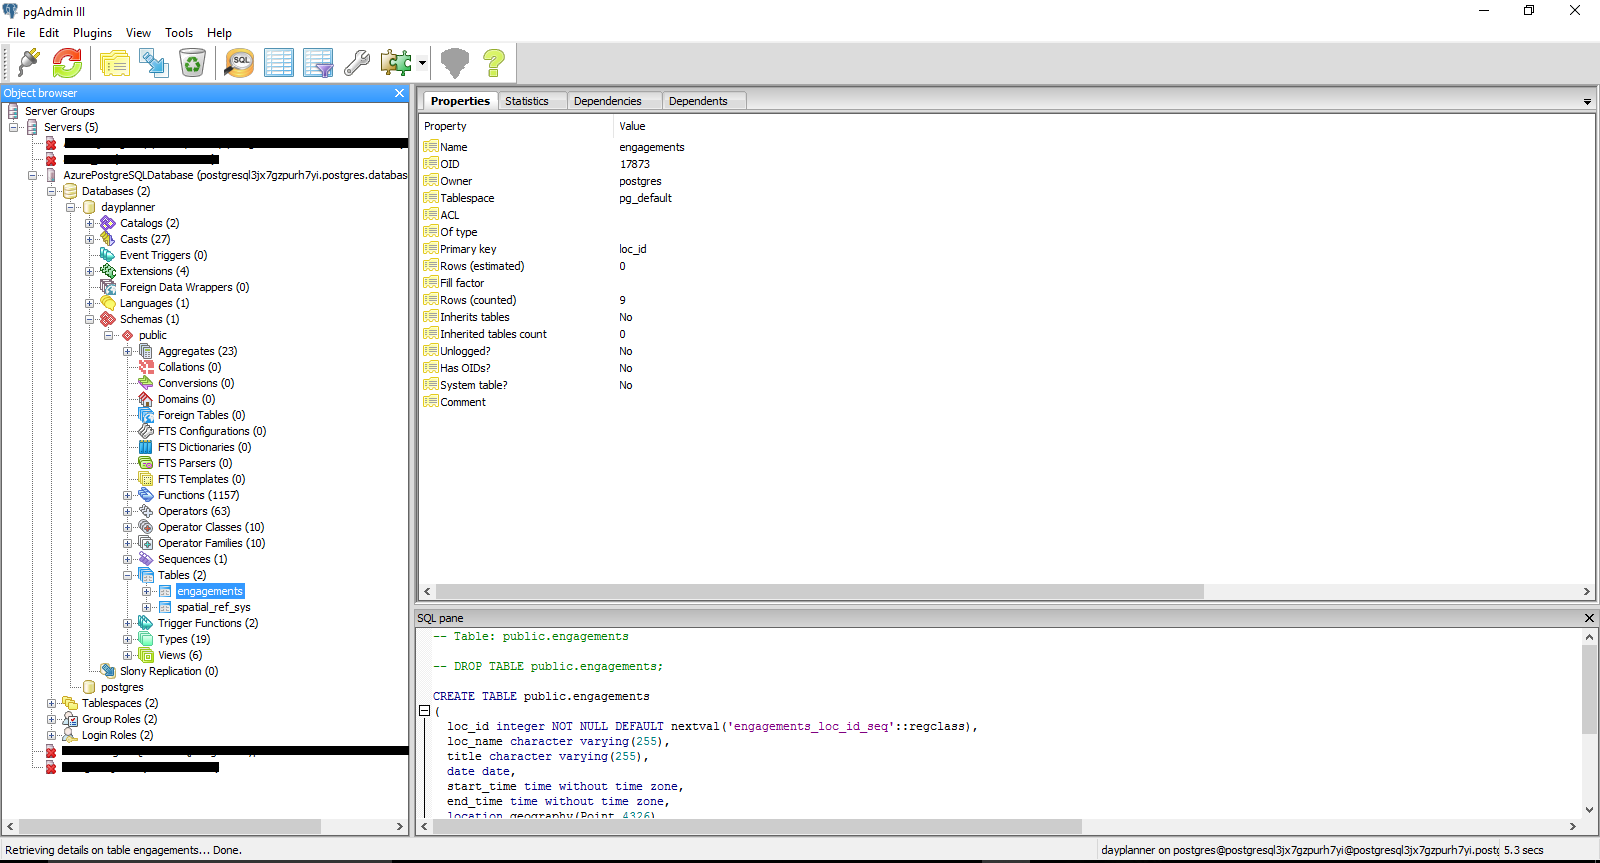 pgAdmin III
File Edit Plugins View Tools Help
SQL
Object browser
Server Groups
Servers (5)
AzurePostgreSQLDatabase (postgresql3jx7gzpurh7yi.postgres.databas
Databases (2)
dayplanner
Catalogs (2)
Casts (27)
Event Triggers (0)
Extensions (4)
Foreign Data Wrappers (0)
Languages (1)
Schemas (1)
public
Aggregates (23)
Collations (0)
Conversions (0)
Domains (0)
Foreign Tables (0)
FTS Configurations (0)
FTS Dictionaries (0)
FTS Parsers (0)
FTS Templates (0)
Functions (1157)
Operators (63)
Operator Classes (10)
Operator Families (10)
Sequences (1)
Tables (2)
engagements
spatial_ref_sys
Trigger Functions (2)
Types (19)
Views (6)
Slony Replication (0)
postgres
Tablespaces (2)
Group Roles (2)
Login Roles (2)
Properties Statistics Dependencies Dependents
Property Value
Name engagements
OID 17873
Owner postgres
Tablespace pg_default
ACL
Of type
Primary key loc_id
Rows (estimated) 0
Fill factor
Rows (counted) 9
Inherits tables No
Inherited tables count 0
Unlogged? No
Has OIDs? No
System table? No
Comment
SQL pane
-- Table: public.engagements
-- DROP TABLE public.engagements;
CREATE TABLE public.engagements
(
loc_id integer NOT NULL DEFAULT nextval('engagements_loc_id_seq'::regclass),
loc_name character varying(255),
title character varying(255),
date date,
start_time time without time zone,
end_time time without time zone,
location geography(Point,4326)
Retrieving details on table engagements... Done.
dayplanner on postgres@postgresql3jx7gzpurh7yi@postgresql3jx7gzpurh7yi.postg 5.3 secs